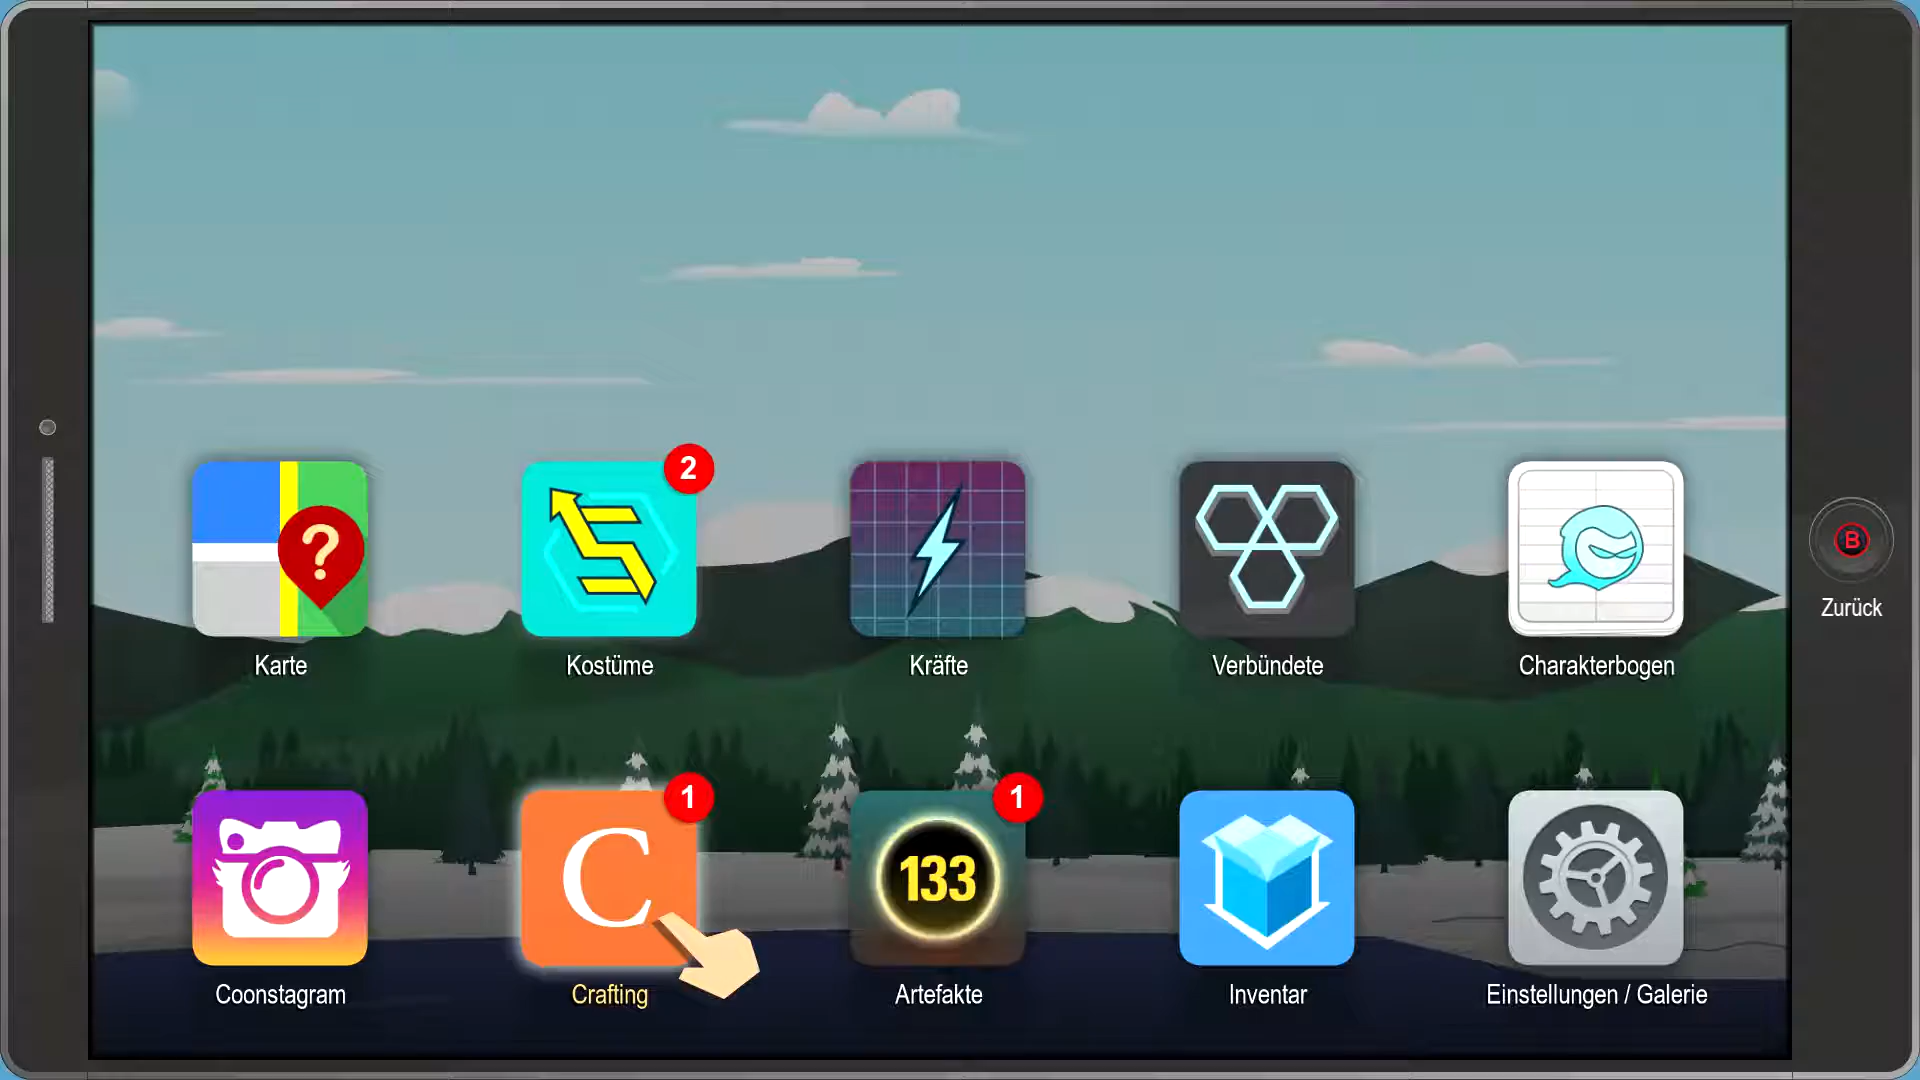 2
?
Karte
Kostüme
Kräfte
Verbündete
Charakterbogen
B
Zurück
1
1
C
133
Coonstagram
Crafting
Artefakte
Inventar
Einstellungen / Galerie